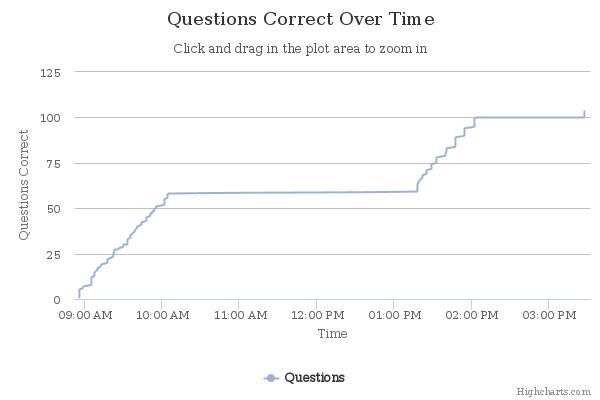 Questions Correct Over Time
Click and drag in the plot area to zoom in
Questions Correct
125
100
75
50
25
0
09:00 AM 10:00 AM 11:00 AM 12:00 PM 01:00 PM 02:00 PM 03:00 PM
Time
Questions
Highcharts.com